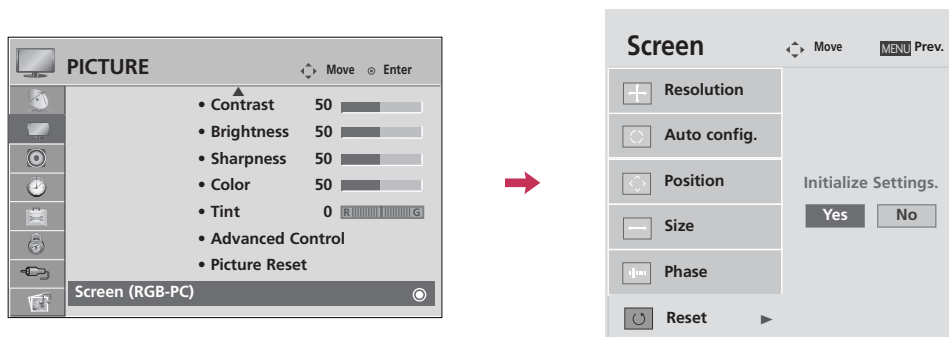 PICTURE
Move
Enter
• Contrast 50
• Brightness 50
• Sharpness 50
• Color 50
• Tint 0 R G
• Advanced Control
• Picture Reset
Screen (RGB-PC)
Screen
Move
MENU Prev.
Resolution
Auto config.
Position
Size
Phase
Reset
Initialize Settings.
Yes No